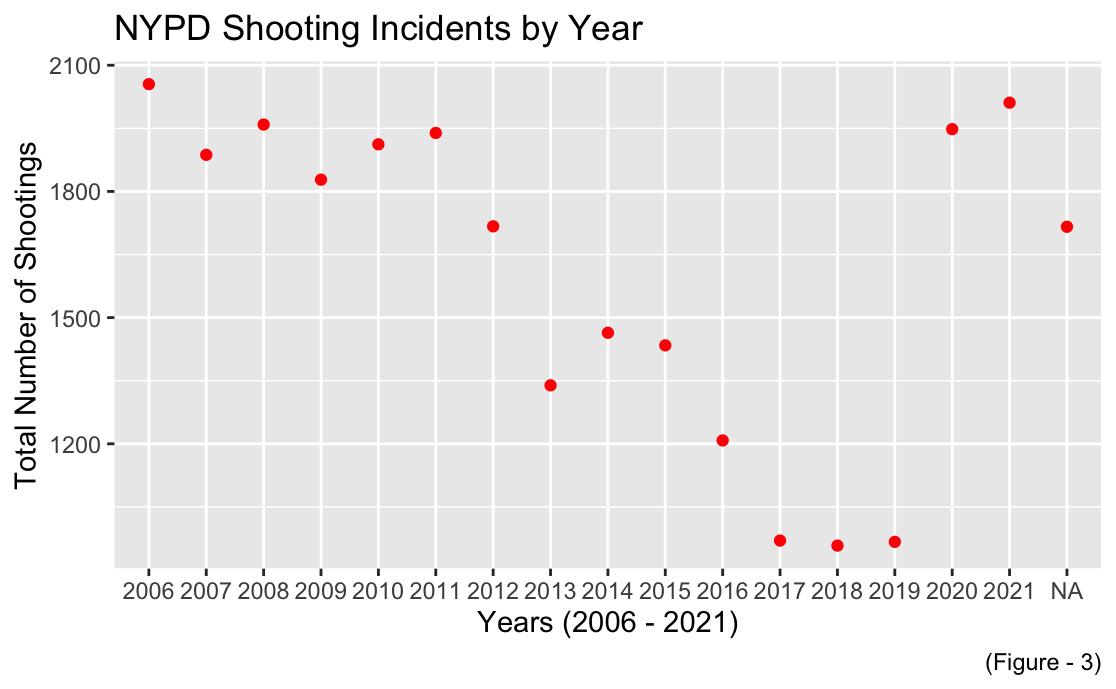 NYPD Shooting Incidents by Year
Total Number of Shootings
2100
1800
1500
1200
2006 2007 2008 2009 2010 2011 2012 2013 2014 2015 2016 2017 2018 2019 2020 2021 NA
Years (2006 - 2021)
(Figure - 3)